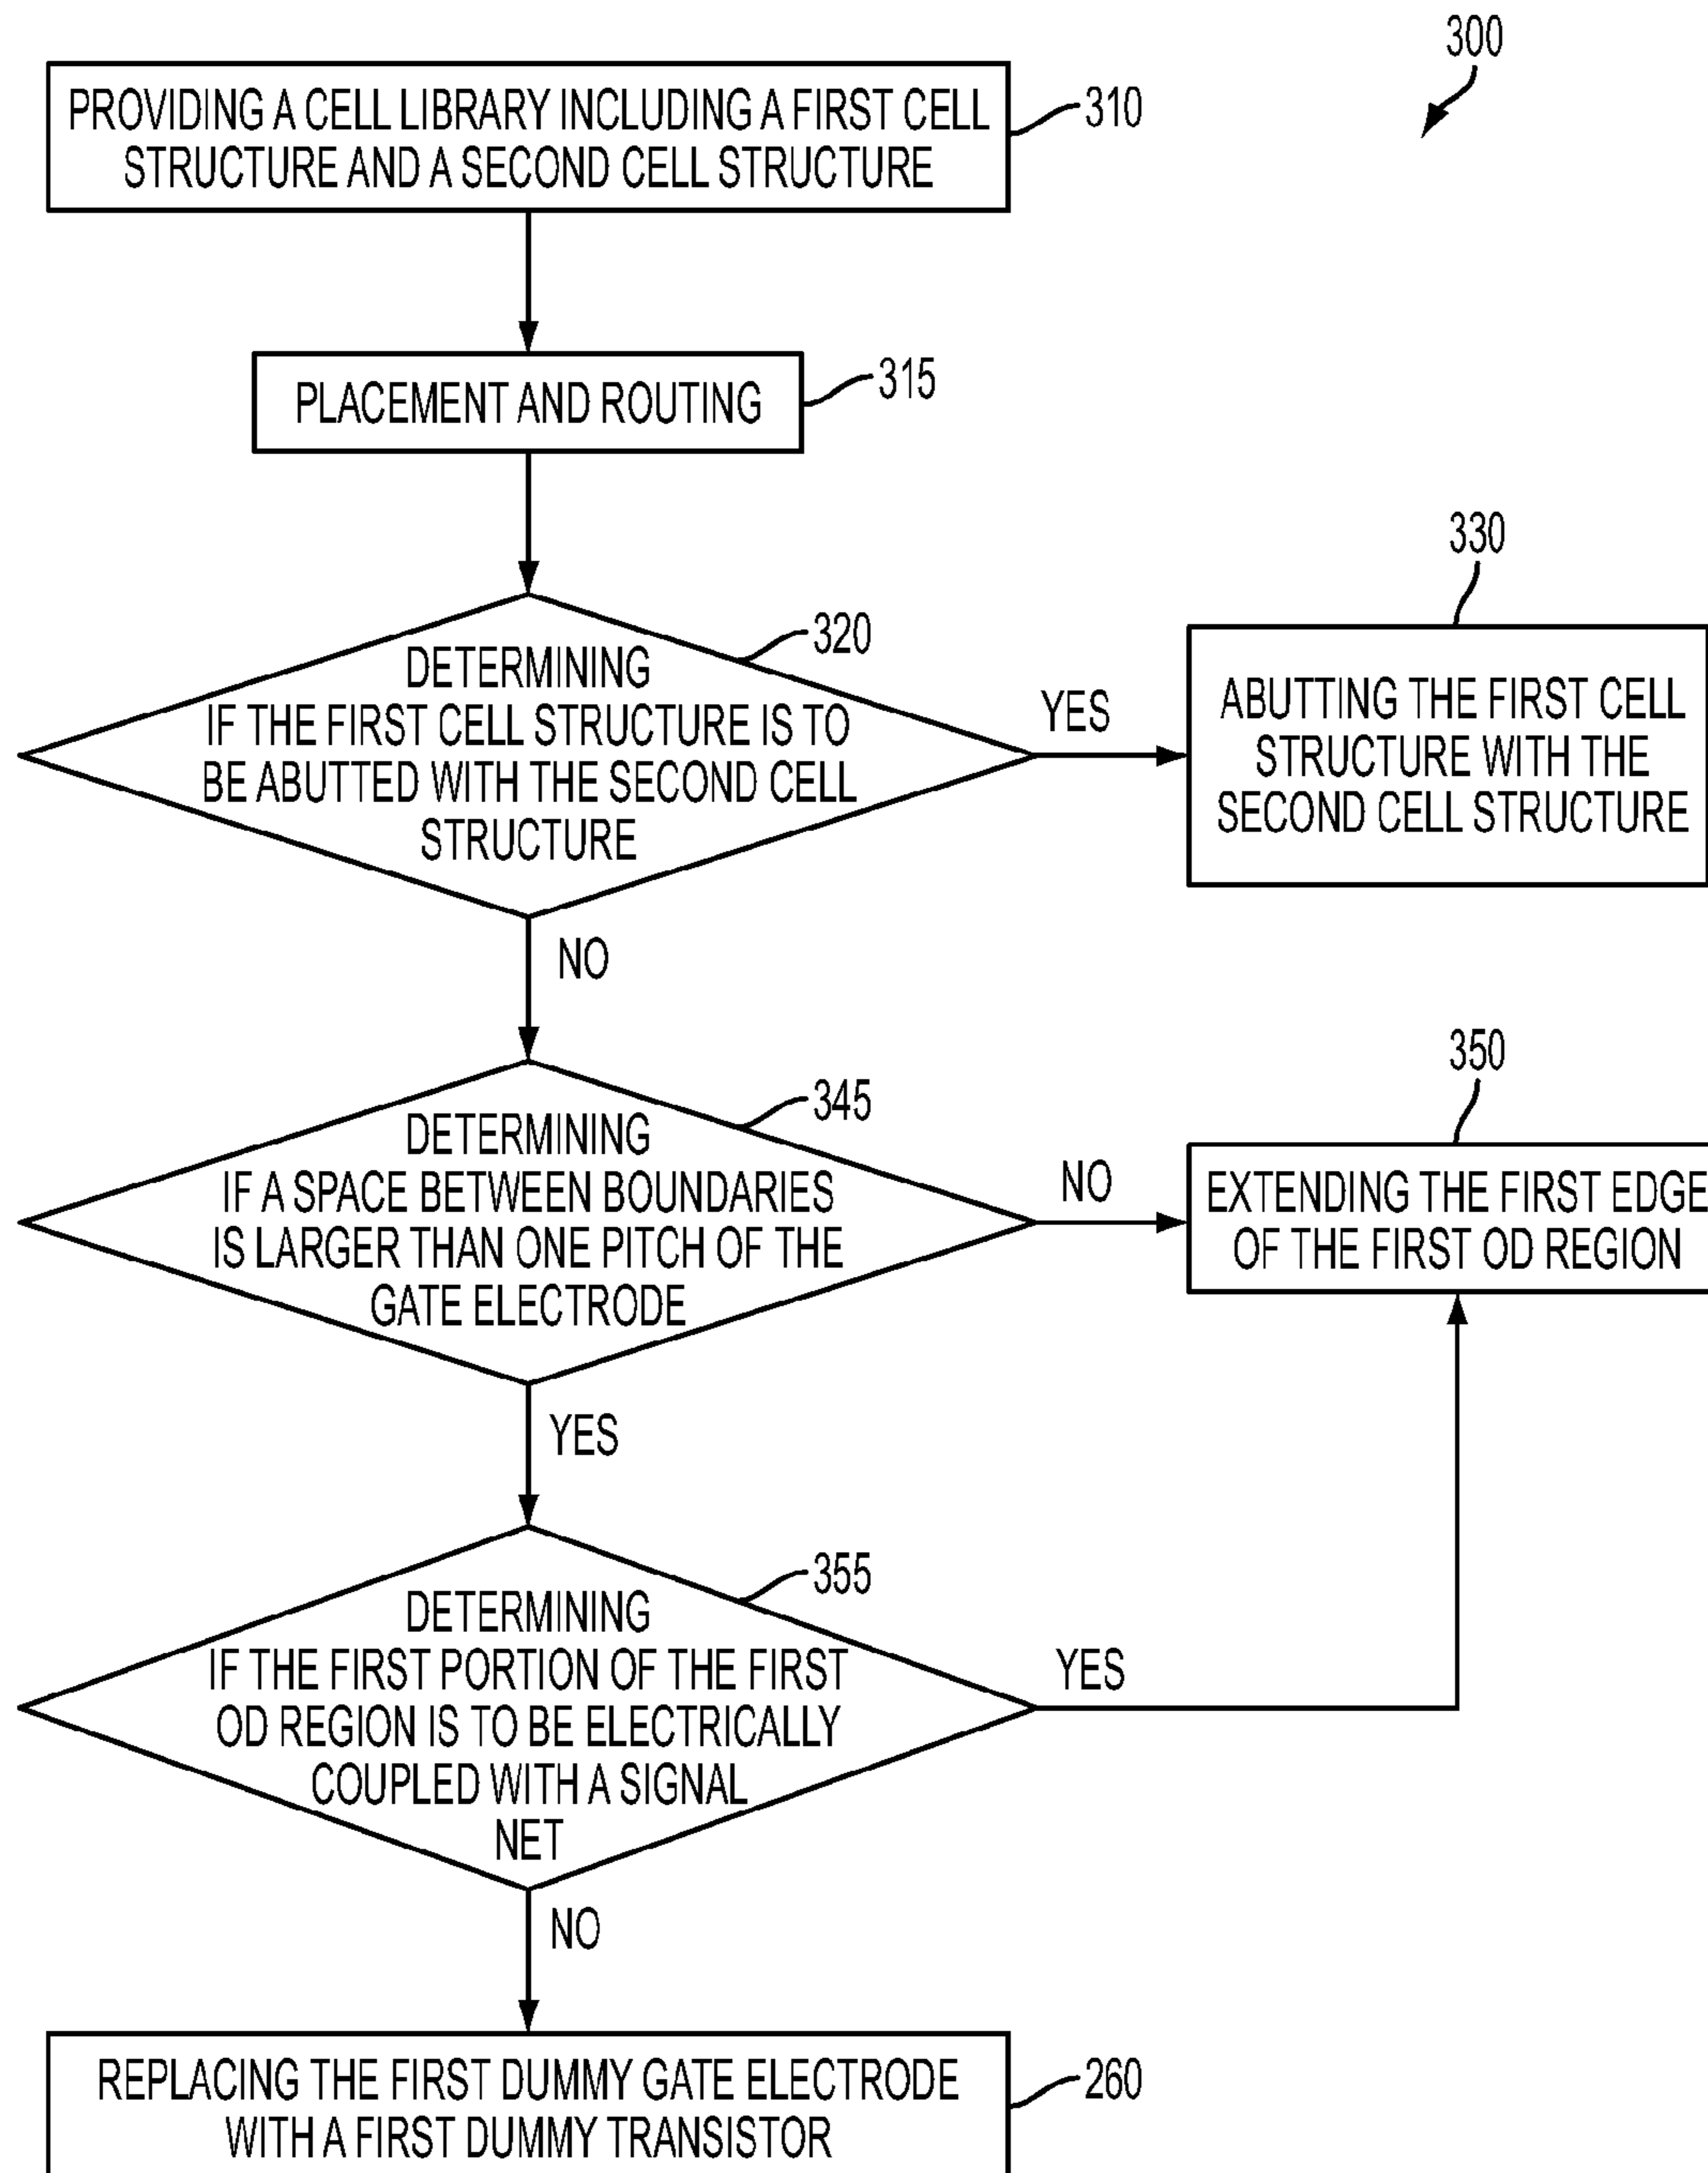 300
PROVIDING A CELL LIBRARY INCLUDING A FIRST CELL
STRUCTURE AND A SECOND CELL STRUCTURE
310
PLACEMENT AND ROUTING
315
320
DETERMINING
IF THE FIRST CELL STRUCTURE IS TO
BE ABUTTED WITH THE SECOND CELL
STRUCTURE
YES
330
ABUTTING THE FIRST CELL
STRUCTURE WITH THE
SECOND CELL STRUCTURE
NO
345
DETERMINING
IF A SPACE BETWEEN BOUNDARIES
IS LARGER THAN ONE PITCH OF THE
GATE ELECTRODE
NO
350
EXTENDING THE FIRST EDGE
OF THE FIRST OD REGION
YES
355
DETERMINING
IF THE FIRST PORTION OF THE FIRST
OD REGION IS TO BE ELECTRICALLY
COUPLED WITH A SIGNAL
NET
YES
NO
REPLACING THE FIRST DUMMY GATE ELECTRODE
WITH A FIRST DUMMY TRANSISTOR
260